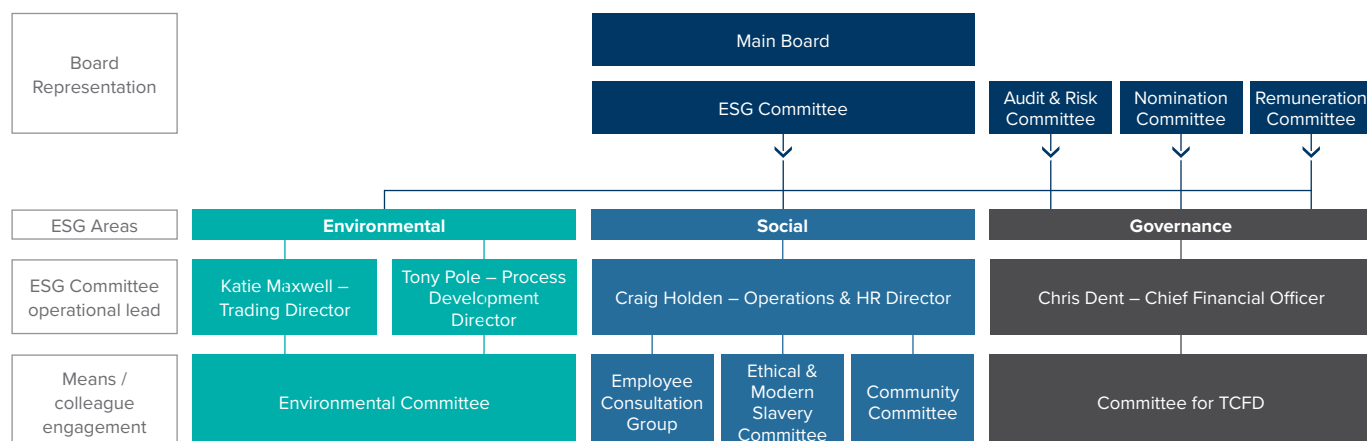 Board
Representation
Main Board
ESG Committee
Audit & Risk
Committee
Nomination
Committee
Remuneration
Committee
ESG Areas
Environmental
Social
Governance
ESG Committee
operational lead
Katie Maxwell –
Trading Director
Tony Pole – Process
Development
Director
Craig Holden – Operations & HR Director
Chris Dent – Chief Financial Officer
Means /
colleague
engagement
Environmental Committee
Employee
Consultation
Group
Ethical &
Modern
Slavery
Committee
Community
Committee
Committee for TCFD